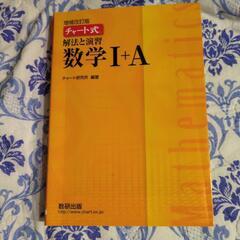 増補改訂版
チャート式
解法と演習
数学I+A
チャート研究所 編著
数研出版
http://www.chart.co.jp
Mathematics